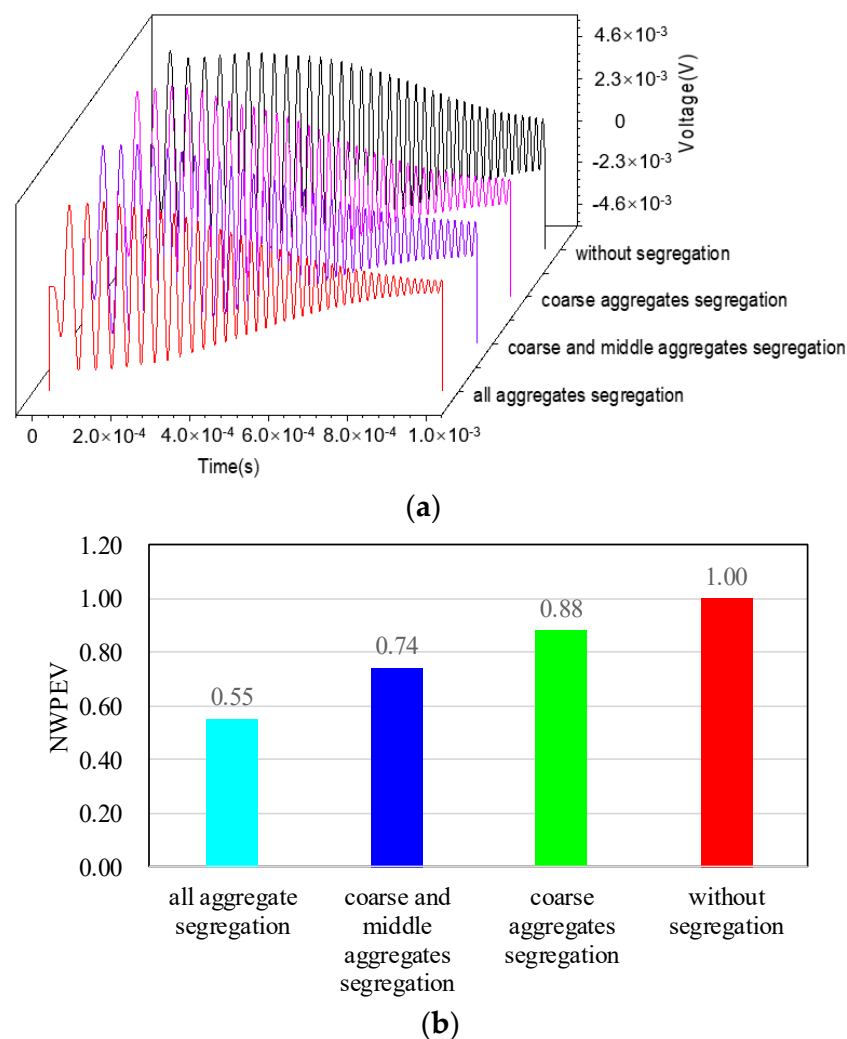 4.6×10⁻³
2.3×10⁻³
0
-2.3×10⁻³
-4.6×10⁻³
Voltage(V)
without segregation
coarse aggregates segregation
coarse and middle aggregates segregation
all aggregates segregation
0 2.0×10⁻⁴ 4.0×10⁻⁴ 6.0×10⁻⁴ 8.0×10⁻⁴ 1.0×10⁻³
Time(s)
(a)
1.20
1.00
0.80
0.60
0.40
0.20
0.00
NWPEV
0.55
0.74
0.88
1.00
all aggregate
segregation
coarse and
middle
aggregates
segregation
coarse
aggregates
segregation
without
segregation
(b)